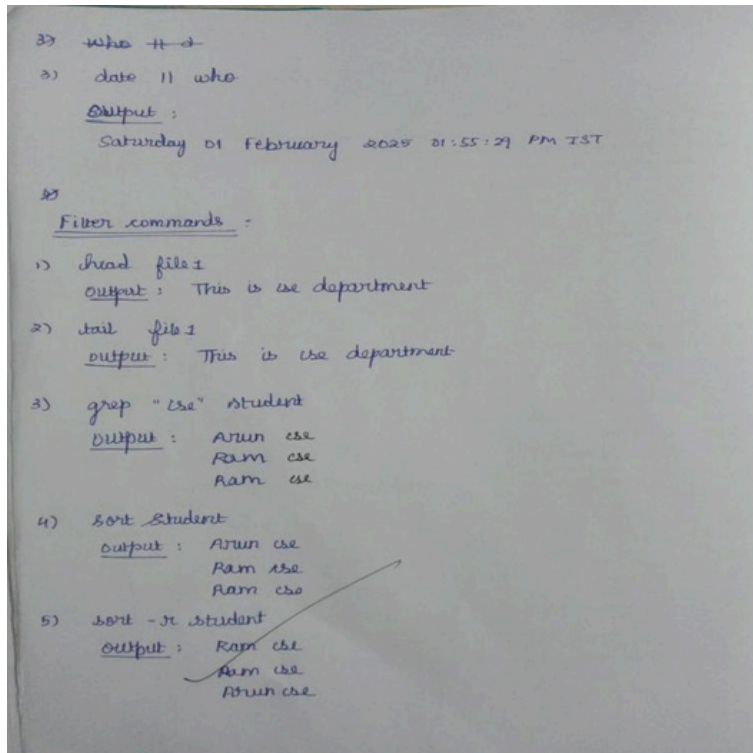 3) who || d
3) date || who
Output :
Saturday 01 February 2025 01:55:29 PM IST
Filter commands :
1) head file1
output : This is cse department
2) tail file1
output : This is cse department
3) grep "cse" student
output : Arun cse
Ram cse
Ram cse
4) sort student
output : Arun cse
Ram cse
Ram cse
5) sort -r student
output : Ram cse
Ram cse
Arun cse